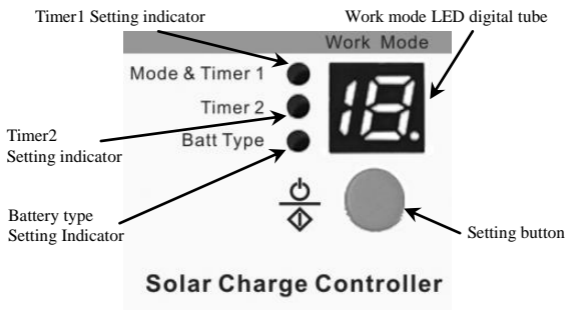 Timer1 Setting indicator
Work mode LED digital tube
Work Mode
Mode & Timer 1
Timer 2
Batt Type
18.
Timer2
Setting indicator
Battery type
Setting Indicator
Setting button
Solar Charge Controller